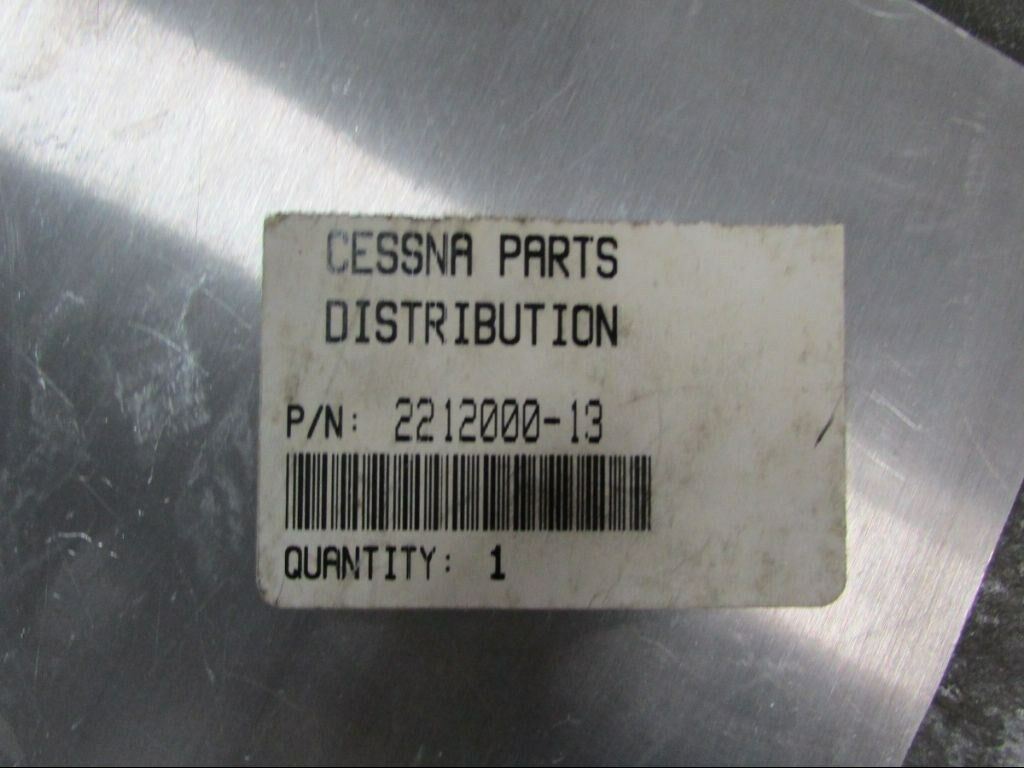 CESSNA PARTS
DISTRIBUTION
P/N: 2212000-13
QUANTITY: 1